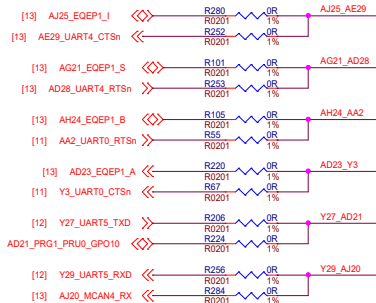 [13] AJ25_EQEP1_I R280 0R AJ25_AE29
R0201 1%
[13] AE29_UART4_CTSn R252 0R
R0201 1%
[13] AG21_EQEP1_S R101 0R AG21_AD28
R0201 1%
[13] AD28_UART4_RTSn R253 0R
R0201 1%
[13] AH24_EQEP1_B R105 0R AH24_AA2
R0201 1%
[11] AA2_UART0_RTSn R55 0R
R0201 1%
[13] AD23_EQEP1_A R220 0R AD23_Y3
R0201 1%
[11] Y3_UART0_CTSn R67 0R
R0201 1%
[12] Y27_UART5_TXD R206 0R Y27_AD21
R0201 1%
AD21_PRG1_PRU0_GPO10 R224 0R
R0201 1%
[12] Y29_UART5_RXD R256 0R Y29_AJ20
R0201 1%
[13] AJ20_MCAN4_RX R284 0R
R0201 1%